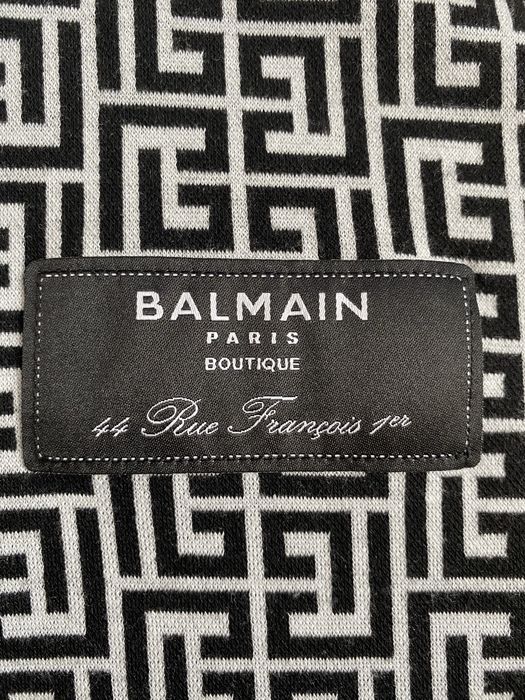 BALMAIN
PARIS
BOUTIQUE
44 Rue François 1er